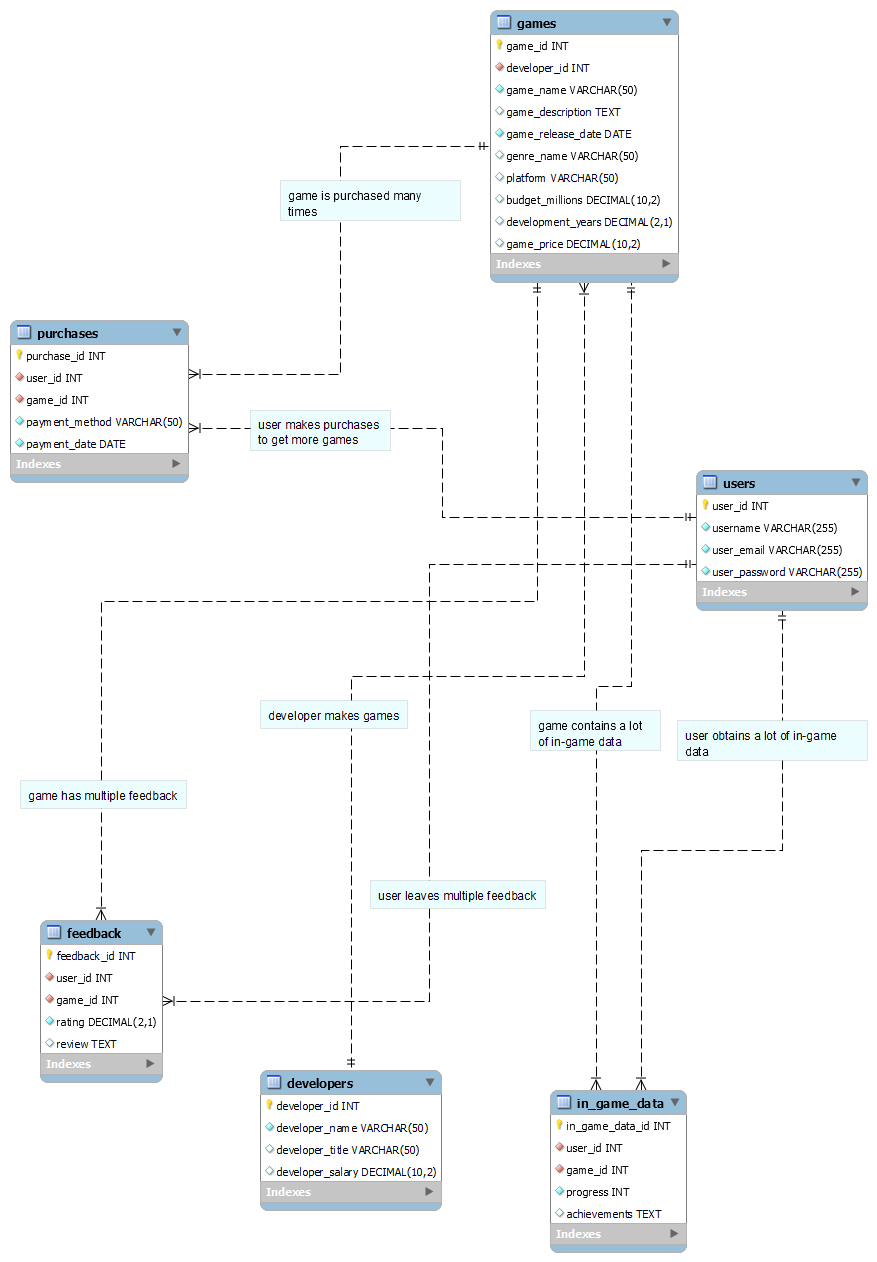 games
game_id INT
developer_id INT
game_name VARCHAR(50)
game_description TEXT
game_release_date DATE
genre_name VARCHAR(50)
platform VARCHAR(50)
budget_millions DECIMAL(10,2)
development_years DECIMAL(2,1)
game_price DECIMAL(10,2)
Indexes
game is purchased many
times
purchases
purchase_id INT
user_id INT
game_id INT
payment_method VARCHAR(50)
payment_date DATE
Indexes
user makes purchases
to get more games
users
user_id INT
username VARCHAR(255)
user_email VARCHAR(255)
user_password VARCHAR(255)
Indexes
developer makes games
game contains a lot
of in-game data
user obtains a lot of in-game
data
game has multiple feedback
user leaves multiple feedback
feedback
feedback_id INT
user_id INT
game_id INT
rating DECIMAL(2,1)
review TEXT
Indexes
developers
developer_id INT
developer_name VARCHAR(50)
developer_title VARCHAR(50)
developer_salary DECIMAL(10,2)
Indexes
in_game_data
in_game_data_id INT
user_id INT
game_id INT
progress INT
achievements TEXT
Indexes